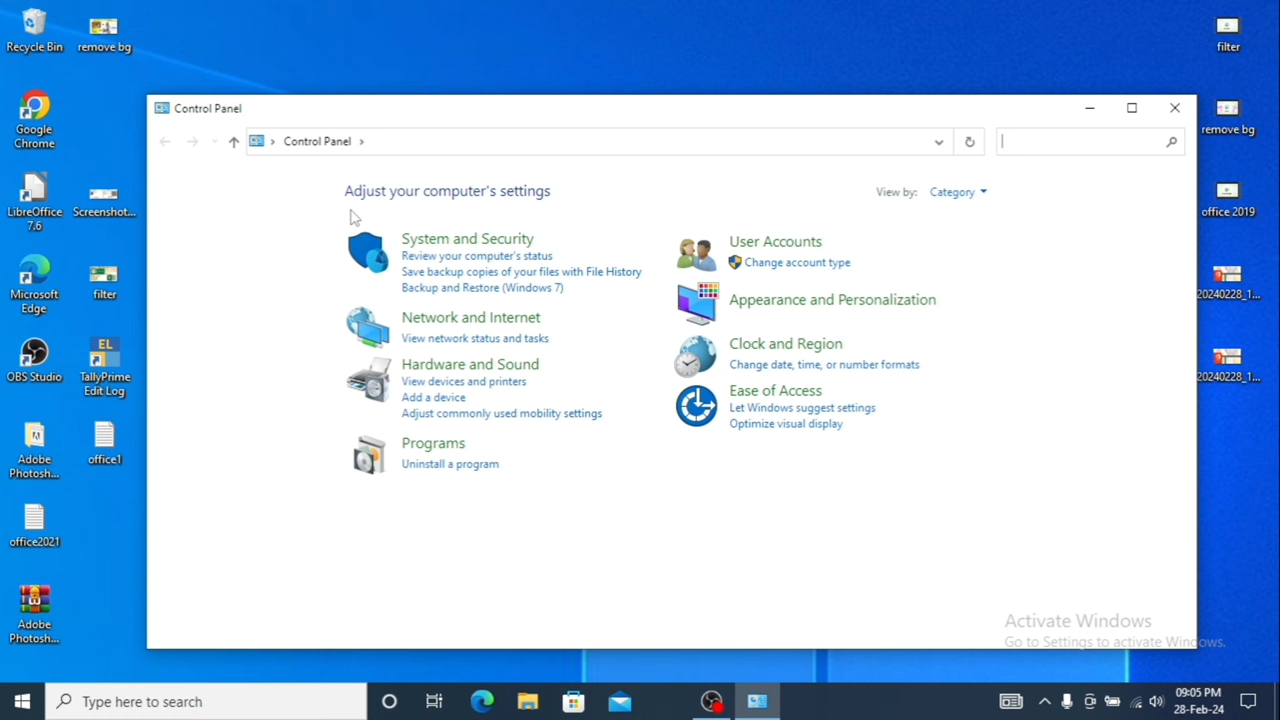 Recycle Bin
remove bg
filter
Google Chrome
remove bg
LibreOffice 7.6
Screenshot...
office 2019
Microsoft Edge
filter
20240228_1...
OBS Studio
EL
TallyPrime Edit Log
20240228_1...
Adobe Photosh...
office1
office2021
Adobe Photosh...
Control Panel
Control Panel
Adjust your computer's settings
View by: Category
System and Security
Review your computer's status
Save backup copies of your files with File History
Backup and Restore (Windows 7)
Network and Internet
View network status and tasks
Hardware and Sound
View devices and printers
Add a device
Adjust commonly used mobility settings
Programs
Uninstall a program
User Accounts
Change account type
Appearance and Personalization
Clock and Region
Change date, time, or number formats
Ease of Access
Let Windows suggest settings
Optimize visual display
Activate Windows
Go to Settings to activate Windows.
Type here to search
09:05 PM
28-Feb-24